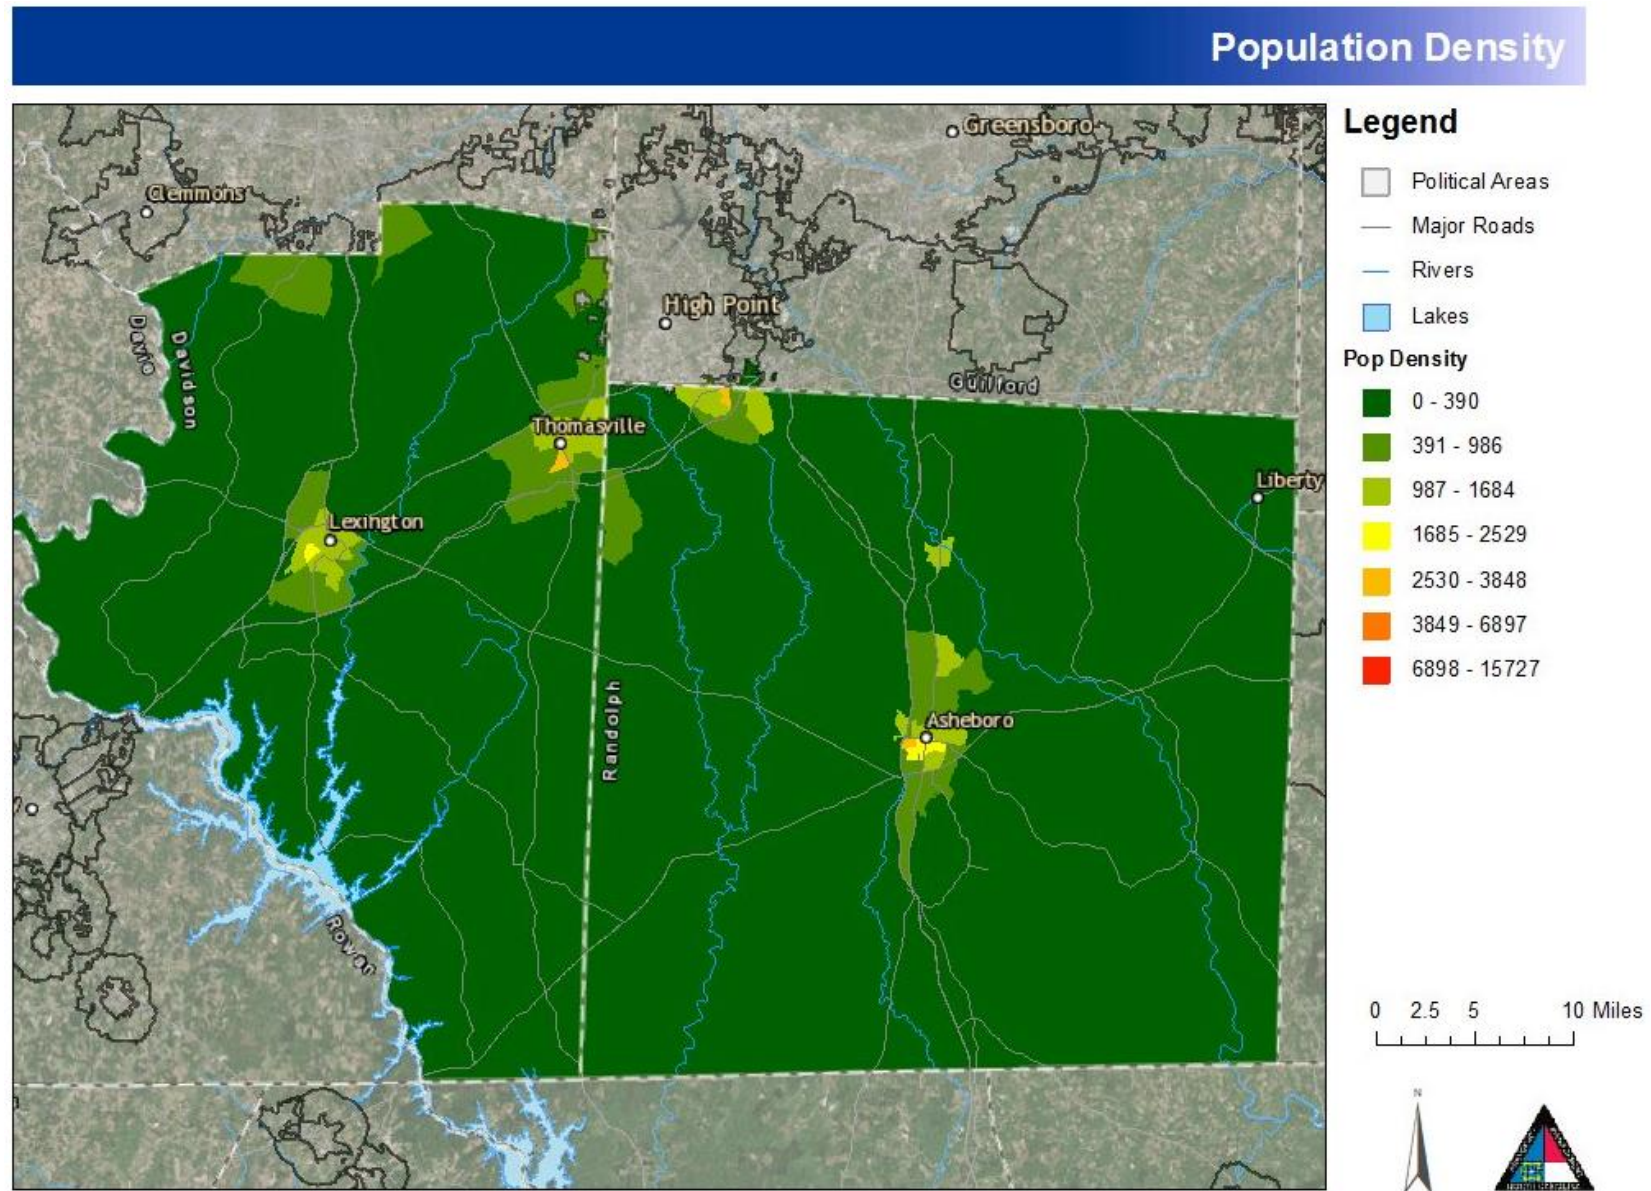 Population Density
Greensboro
Clemmons
High Point
Guilford
Davie
Davidson
Thomasville
Liberty
Lexington
Randolph
Asheboro
Legend
Political Areas
Major Roads
Rivers
Lakes
Pop Density
0 - 390
391 - 986
987 - 1684
1685 - 2529
2530 - 3848
3849 - 6897
6898 - 15727
0 2.5 5 10 Miles
N